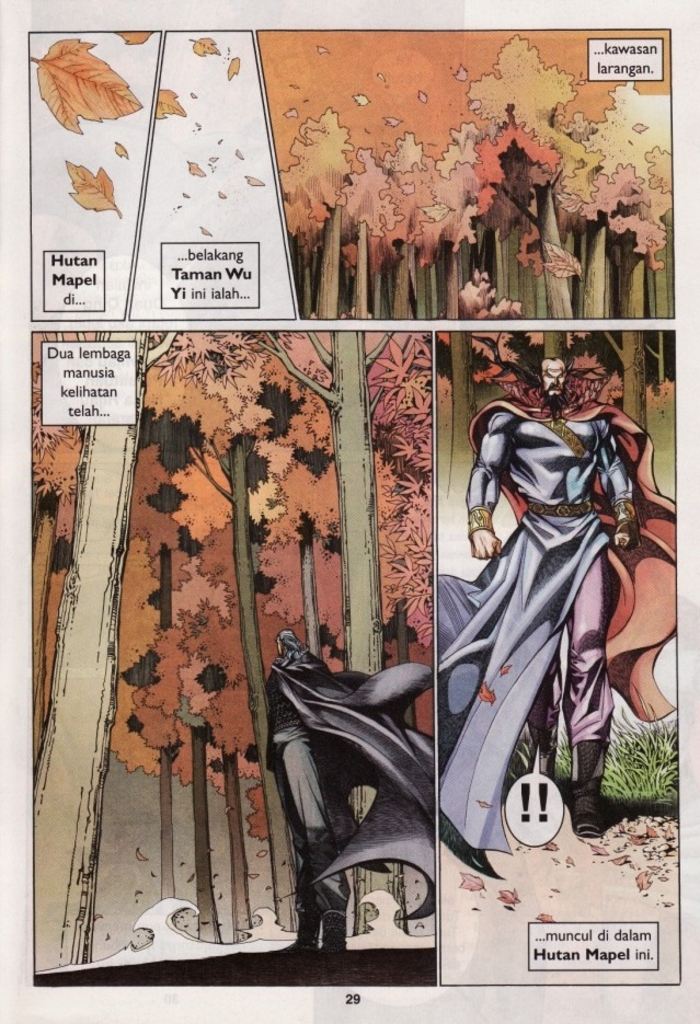 Hutan
Mapel
di...
...belakang
Taman Wu
Yi ini ialah...
...kawasan
larangan.
Dua lembaga
manusia
kelihatan
telah...
!!
...muncul di dalam
Hutan Mapel ini.
29